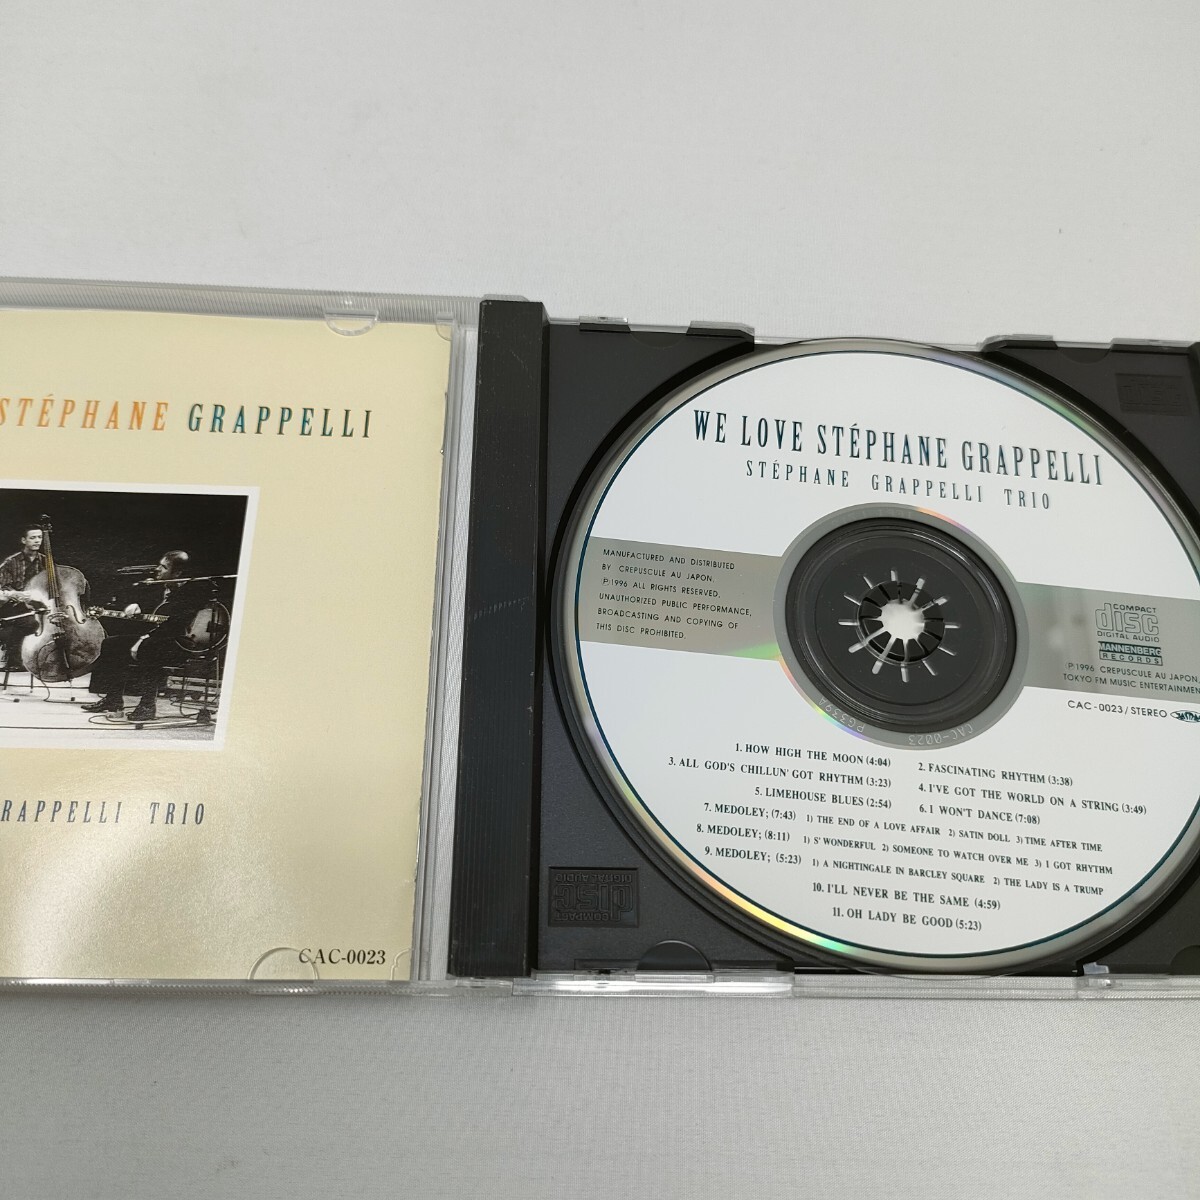 STÉPHANE GRAPPELLI
RAPPELLI TRIO
CAC-0023
WE LOVE STÉPHANE GRAPPELLI
STÉPHANE GRAPPELLI TRIO
MANUFACTURED AND DISTRIBUTED
BY CREPUSCULE AU JAPON.
℗1996 ALL RIGHTS RESERVED.
UNAUTHORIZED PUBLIC PERFORMANCE,
BROADCASTING AND COPYING OF
THIS DISC PROHIBITED.
COMPACT
disc
DIGITAL AUDIO
MANNENBERG
RECORDS
℗1996 CREPUSCULE AU JAPON,
TOKYO FM MUSIC ENTERTAINMEN
CAC-0023/STEREO
CAC-0023
1. HOW HIGH THE MOON (4:04) 2. FASCINATING RHYTHM (3:38)
3. ALL GOD'S CHILLUN' GOT RHYTHM (3:23) 4. I'VE GOT THE WORLD ON A STRING (3:49)
5. LIMEHOUSE BLUES (2:54) 6. I WON'T DANCE (7:08)
7. MEDOLEY; (7:43) 1) THE END OF A LOVE AFFAIR 2) SATIN DOLL 3) TIME AFTER TIME
8. MEDOLEY; (8:11) 1) S' WONDERFUL 2) SOMEONE TO WATCH OVER ME 3) I GOT RHYTHM
9. MEDOLEY; (5:23) 1) A NIGHTINGALE IN BARCLEY SQUARE 2) THE LADY IS A TRUMP
10. I'LL NEVER BE THE SAME (4:59)
11. OH LADY BE GOOD (5:23)
COMPACT
disc
DIGITAL AUDIO